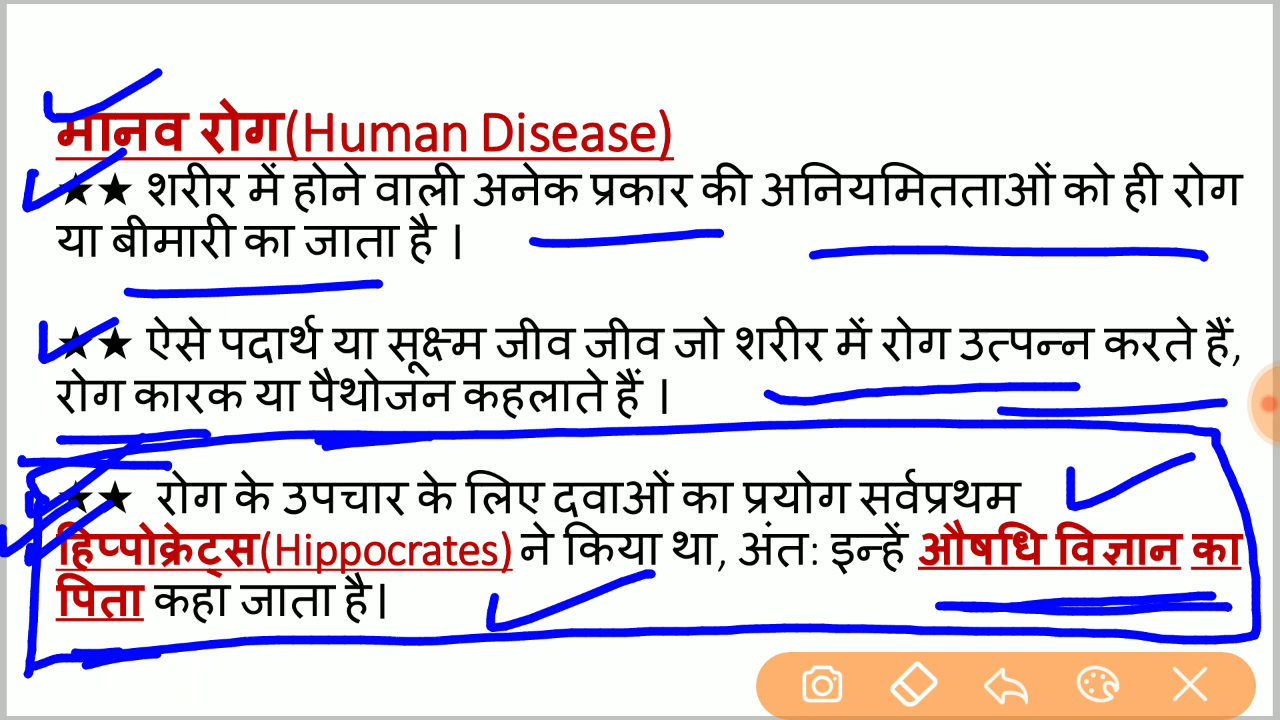 मानव रोग(Human Disease)
★★ शरीर में होने वाली अनेक प्रकार की अनियमितताओं को ही रोग
या बीमारी का जाता है ।
★★ ऐसे पदार्थ या सूक्ष्म जीव जीव जो शरीर में रोग उत्पन्न करते हैं,
रोग कारक या पैथोजन कहलाते हैं ।
★★ रोग के उपचार के लिए दवाओं का प्रयोग सर्वप्रथम
हिप्पोक्रेट्स(Hippocrates) ने किया था, अंत: इन्हें औषधि विज्ञान का
पिता कहा जाता है।